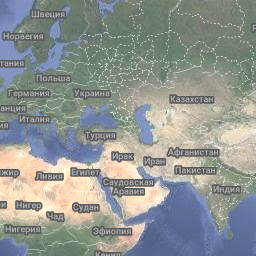 Швеция
Норвегия
Польша
Германия
Украина
Казахстан
Италия
Турция
Ирак
Иран
Афганистан
Пакистан
Ливия
Египет
Саудовская
Аравия
Индия
Нигер
Чад
Судан
Нигерия
Эфиопия